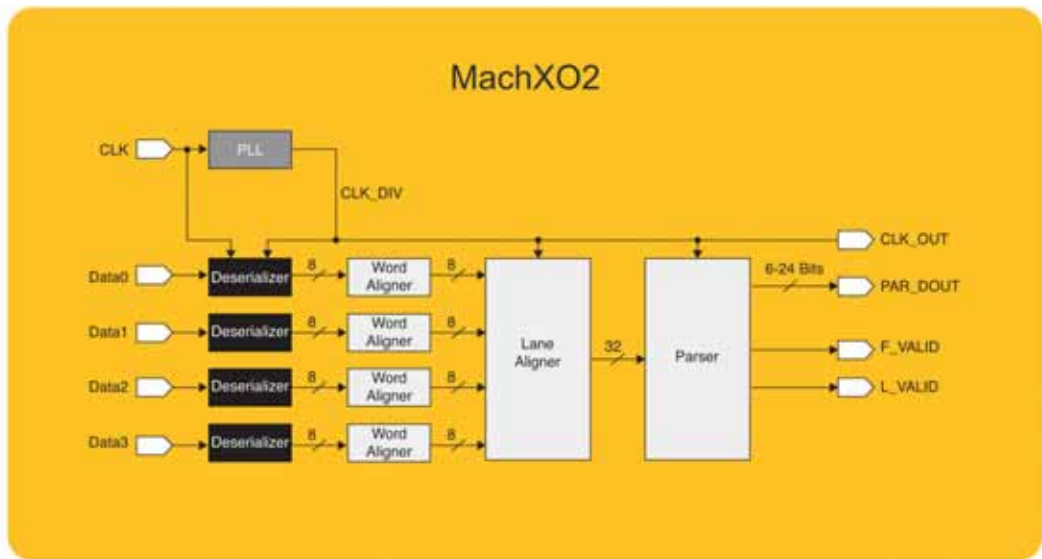 MachXO2
CLK
PLL
CLK_DIV
CLK_OUT
Data0
Deserializer
8
Word
Aligner
8
6-24 Bits
PAR_DOUT
Data1
Deserializer
8
Word
Aligner
8
Lane
Aligner
32
Parser
F_VALID
Data2
Deserializer
8
Word
Aligner
8
L_VALID
Data3
Deserializer
8
Word
Aligner
8